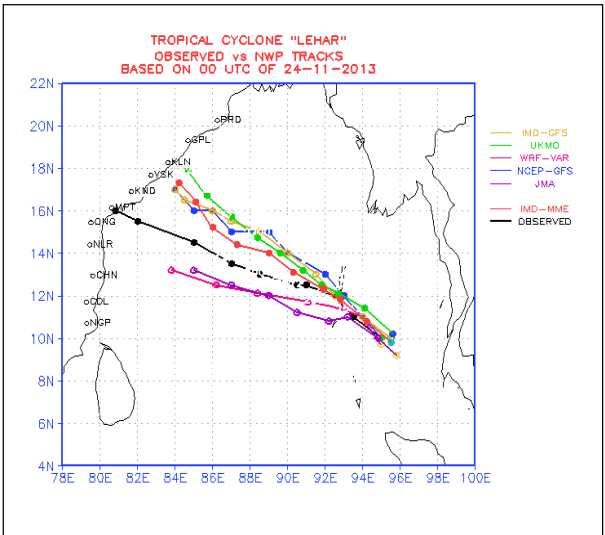 TROPICAL CYCLONE "LEHAR"
OBSERVED vs NWP TRACKS
BASED ON 00 UTC OF 24-11-2013
22N
20N
18N
16N
14N
12N
10N
8N
6N
4N
78E 80E 82E 84E 86E 88E 90E 92E 94E 96E 98E 100E
PRD
GPL
KLN
VSK
KND
MPT
ONG
NLR
CHN
CDL
NGP
IMD-GFS
UKMO
WRF-VAR
NCEP-GFS
JMA
IMD-MME
OBSERVED